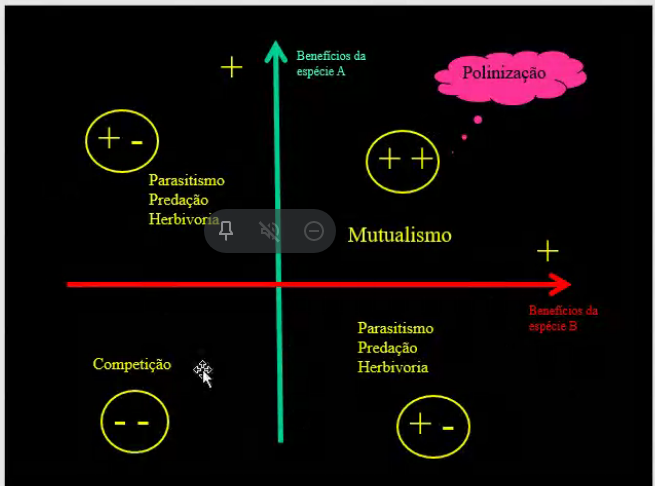 +
Benefícios da
espécie A
Polinização
+ -
Parasitismo
Predação
Herbivoria
+ +
Mutualismo
+
Benefícios da
espécie B
Competição
- -
Parasitismo
Predação
Herbivoria
+ -